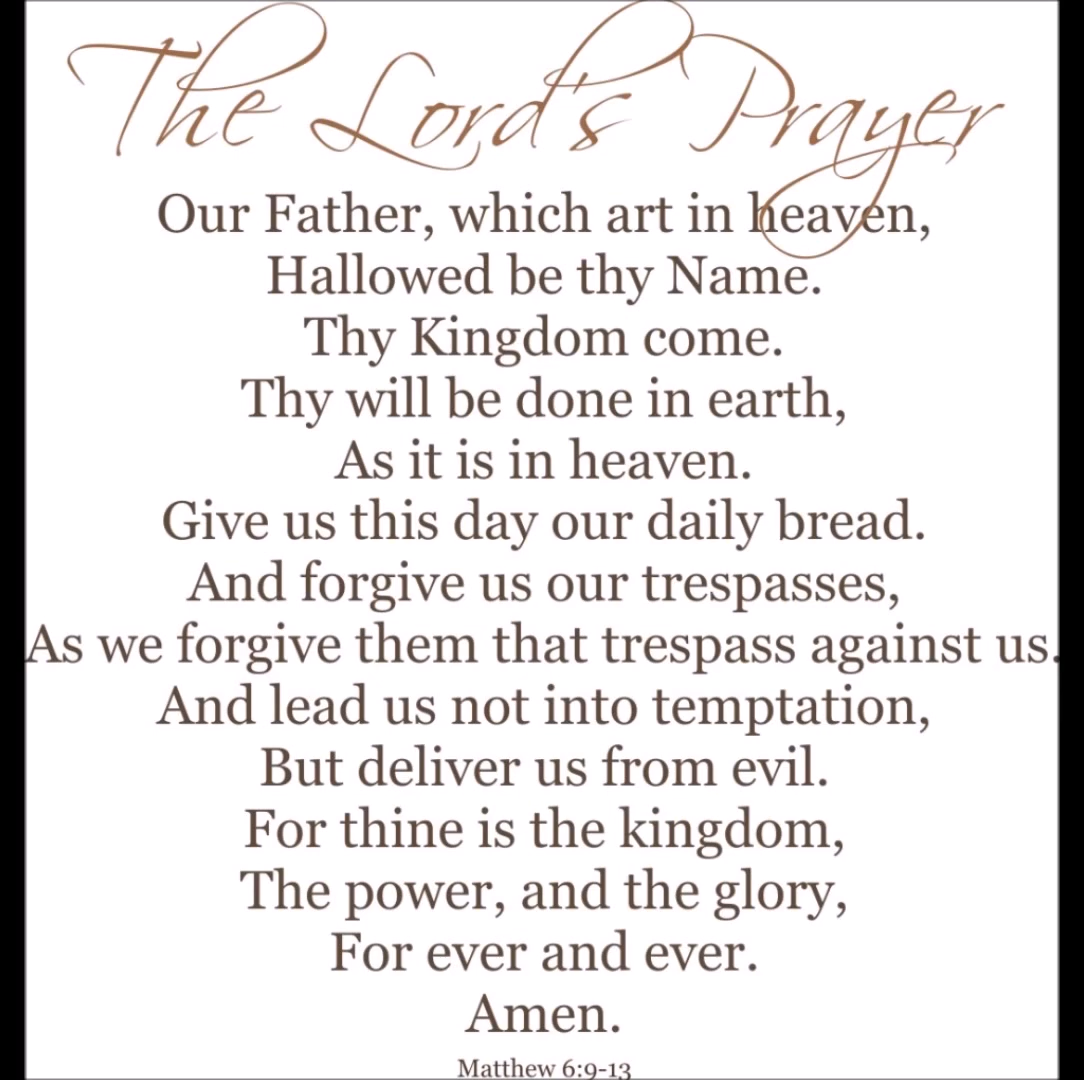 The Lord's Prayer
Our Father, which art in heaven,
Hallowed be thy Name.
Thy Kingdom come.
Thy will be done in earth,
As it is in heaven.
Give us this day our daily bread.
And forgive us our trespasses,
As we forgive them that trespass against us.
And lead us not into temptation,
But deliver us from evil.
For thine is the kingdom,
The power, and the glory,
For ever and ever.
Amen.
Matthew 6:9-13